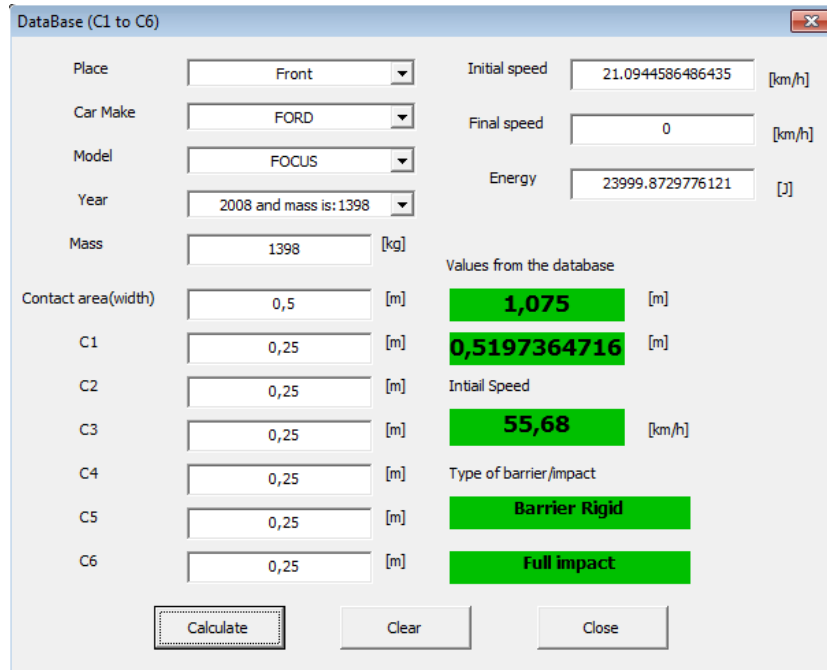 DataBase (C1 to C6)
Place Front
Car Make FORD
Model FOCUS
Year 2008 and mass is:1398
Mass 1398 [kg]
Contact area(width) 0,5 [m]
C1 0,25 [m]
C2 0,25 [m]
C3 0,25 [m]
C4 0,25 [m]
C5 0,25 [m]
C6 0,25 [m]
Initial speed 21.0944586486435 [km/h]
Final speed 0 [km/h]
Energy 23999.8729776121 [J]
Values from the database
1,075 [m]
0,5197364716 [m]
Intiail Speed
55,68 [km/h]
Type of barrier/impact
Barrier Rigid
Full impact
Calculate Clear Close